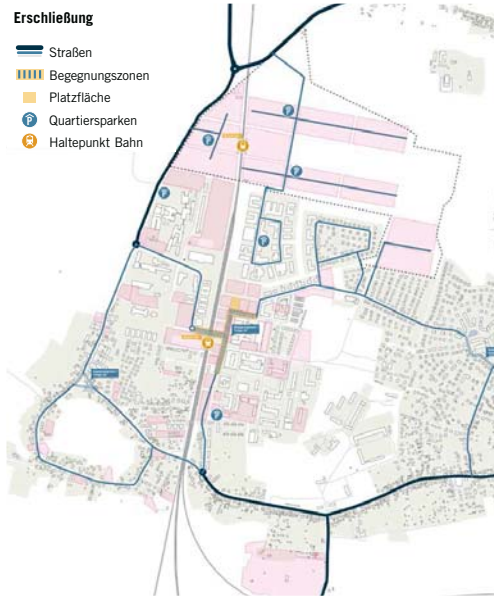 Erschließung
Straßen
Begegnungszonen
Platzfläche
P Quartiersparken
Haltepunkt Bahn
P
P
P
P
P
P